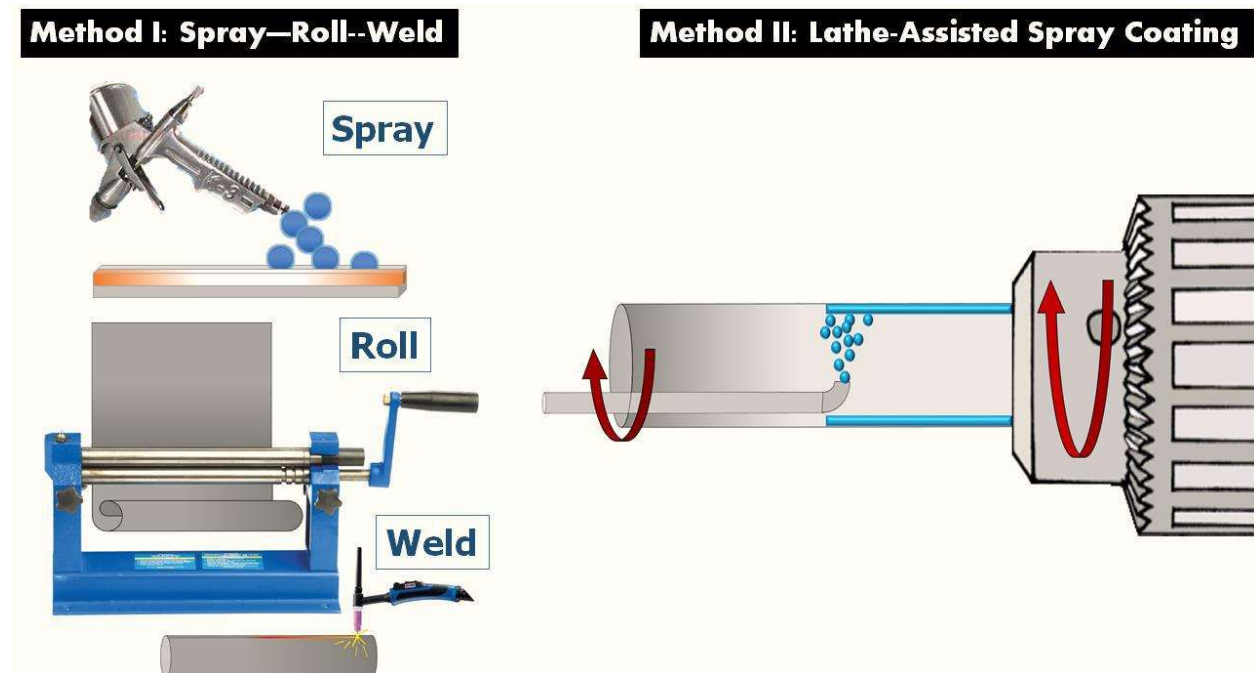 Method I: Spray—Roll--Weld
Method II: Lathe-Assisted Spray Coating
Spray
Roll
Weld